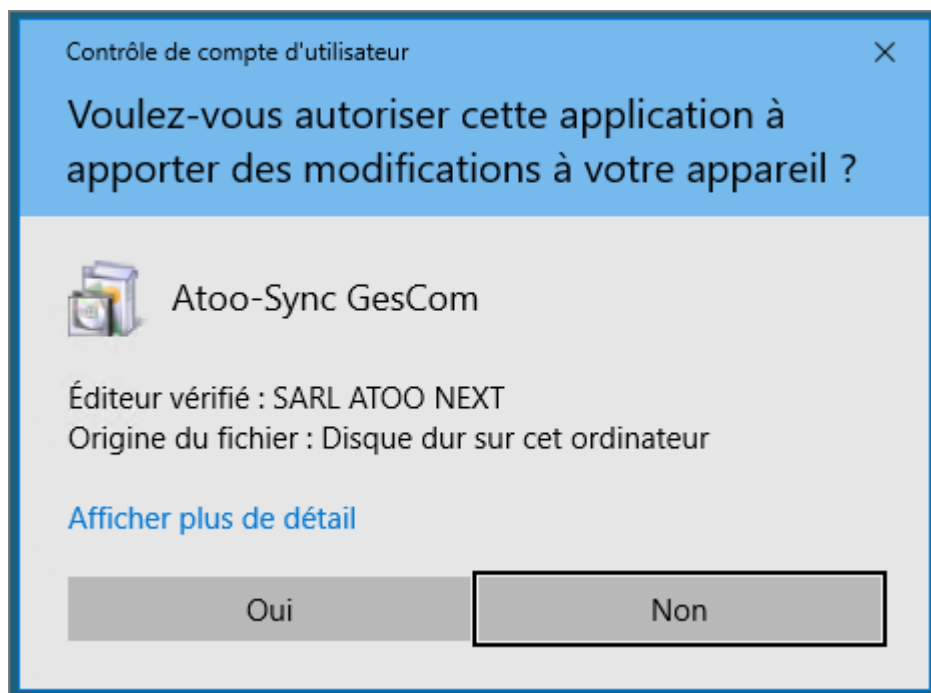 Contrôle de compte d'utilisateur
Voulez-vous autoriser cette application à
apporter des modifications à votre appareil ?
Atoo-Sync GesCom
Éditeur vérifié : SARL ATOO NEXT
Origine du fichier : Disque dur sur cet ordinateur
Afficher plus de détail
Oui
Non